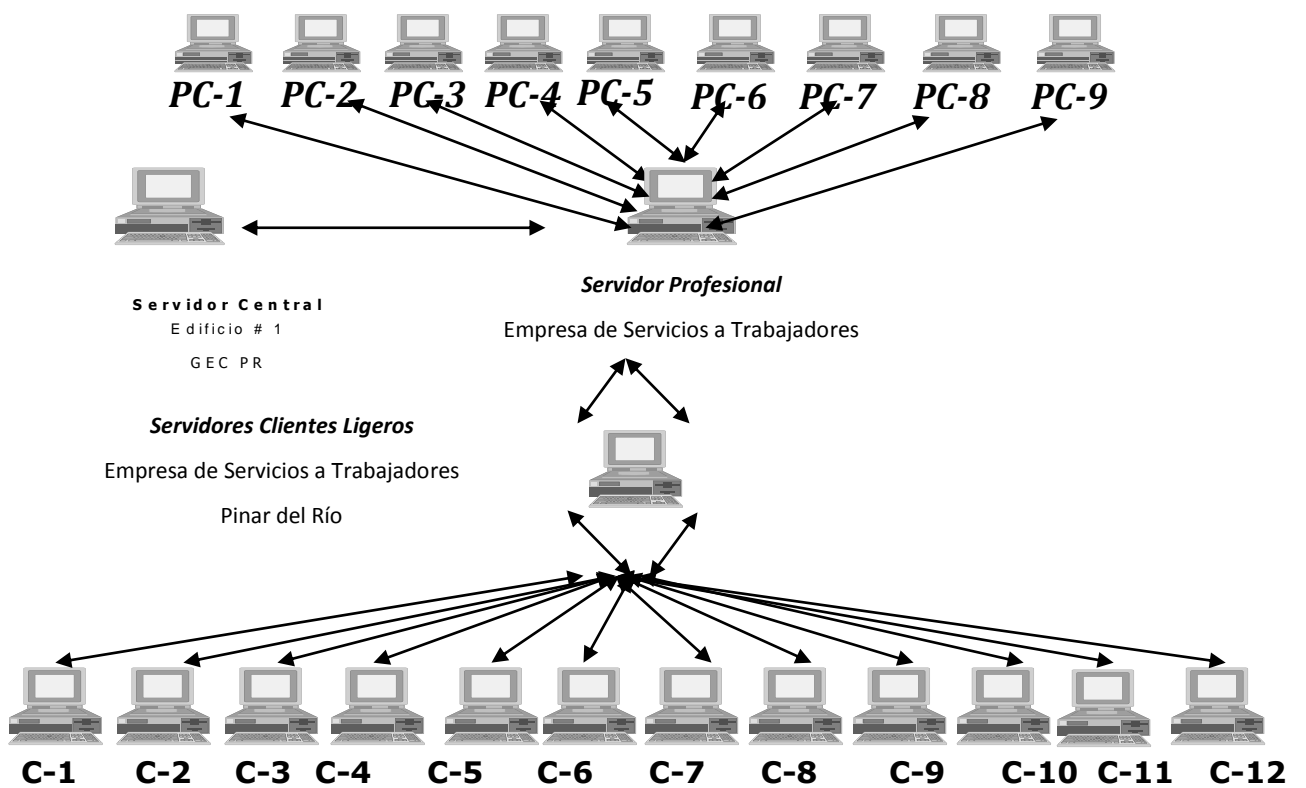 PC-1 PC-2 PC-3 PC-4 PC-5 PC-6 PC-7 PC-8 PC-9
Servidor Profesional
Empresa de Servicios a Trabajadores
Servidor Central
Edificio # 1
GEC PR
Servidores Clientes Ligeros
Empresa de Servicios a Trabajadores
Pinar del Río
C-1 C-2 C-3 C-4 C-5 C-6 C-7 C-8 C-9 C-10 C-11 C-12